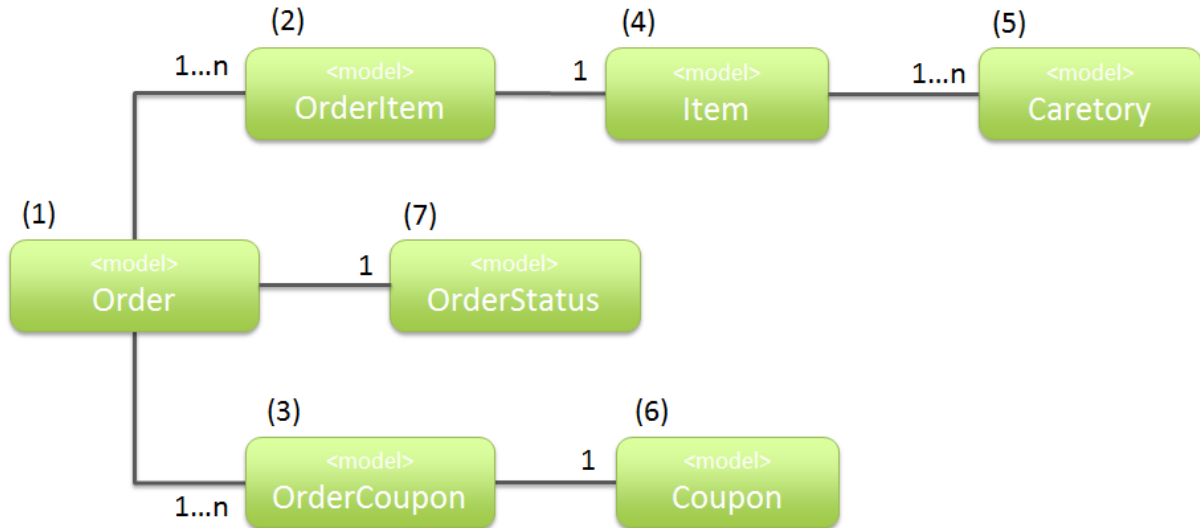 (2)
(4)
(5)
1...n
<model>
OrderItem
1
<model>
Item
1...n
<model>
Caretory
(1)
(7)
<model>
Order
1
<model>
OrderStatus
(3)
(6)
1...n
<model>
OrderCoupon
1
<model>
Coupon